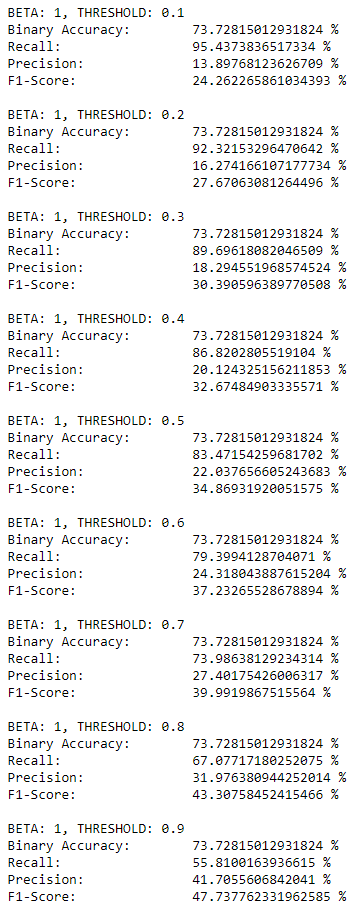 BETA: 1, THRESHOLD: 0.1
Binary Accuracy: 73.72815012931824 %
Recall: 95.4373836517334 %
Precision: 13.89768123626709 %
F1-Score: 24.262265861034393 %
BETA: 1, THRESHOLD: 0.2
Binary Accuracy: 73.72815012931824 %
Recall: 92.32153296470642 %
Precision: 16.274166107177734 %
F1-Score: 27.67063081264496 %
BETA: 1, THRESHOLD: 0.3
Binary Accuracy: 73.72815012931824 %
Recall: 89.69618082046509 %
Precision: 18.294551968574524 %
F1-Score: 30.390596389770508 %
BETA: 1, THRESHOLD: 0.4
Binary Accuracy: 73.72815012931824 %
Recall: 86.8202805519104 %
Precision: 20.124325156211853 %
F1-Score: 32.67484903335571 %
BETA: 1, THRESHOLD: 0.5
Binary Accuracy: 73.72815012931824 %
Recall: 83.47154259681702 %
Precision: 22.037656605243683 %
F1-Score: 34.86931920051575 %
BETA: 1, THRESHOLD: 0.6
Binary Accuracy: 73.72815012931824 %
Recall: 79.3994128704071 %
Precision: 24.318043887615204 %
F1-Score: 37.23265528678894 %
BETA: 1, THRESHOLD: 0.7
Binary Accuracy: 73.72815012931824 %
Recall: 73.98638129234314 %
Precision: 27.40175426006317 %
F1-Score: 39.9919867515564 %
BETA: 1, THRESHOLD: 0.8
Binary Accuracy: 73.72815012931824 %
Recall: 67.07717180252075 %
Precision: 31.976380944252014 %
F1-Score: 43.30758452415466 %
BETA: 1, THRESHOLD: 0.9
Binary Accuracy: 73.72815012931824 %
Recall: 55.8100163936615 %
Precision: 41.7055606842041 %
F1-Score: 47.737762331962585 %